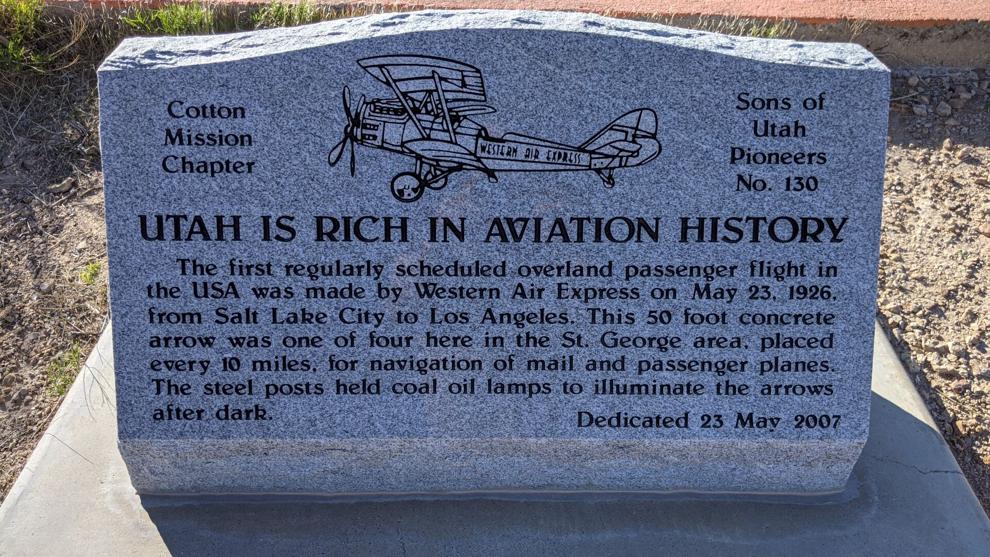 Cotton
Mission
Chapter
WESTERN AIR EXPRESS
Sons of
Utah
Pioneers
No. 130
UTAH IS RICH IN AVIATION HISTORY
The first regularly scheduled overland passenger flight in
the USA was made by Western Air Express on May 23, 1926,
from Salt Lake City to Los Angeles. This 50 foot concrete
arrow was one of four here in the St. George area, placed
every 10 miles, for navigation of mail and passenger planes.
The steel posts held coal oil lamps to illuminate the arrows
after dark.
Dedicated 23 May 2007